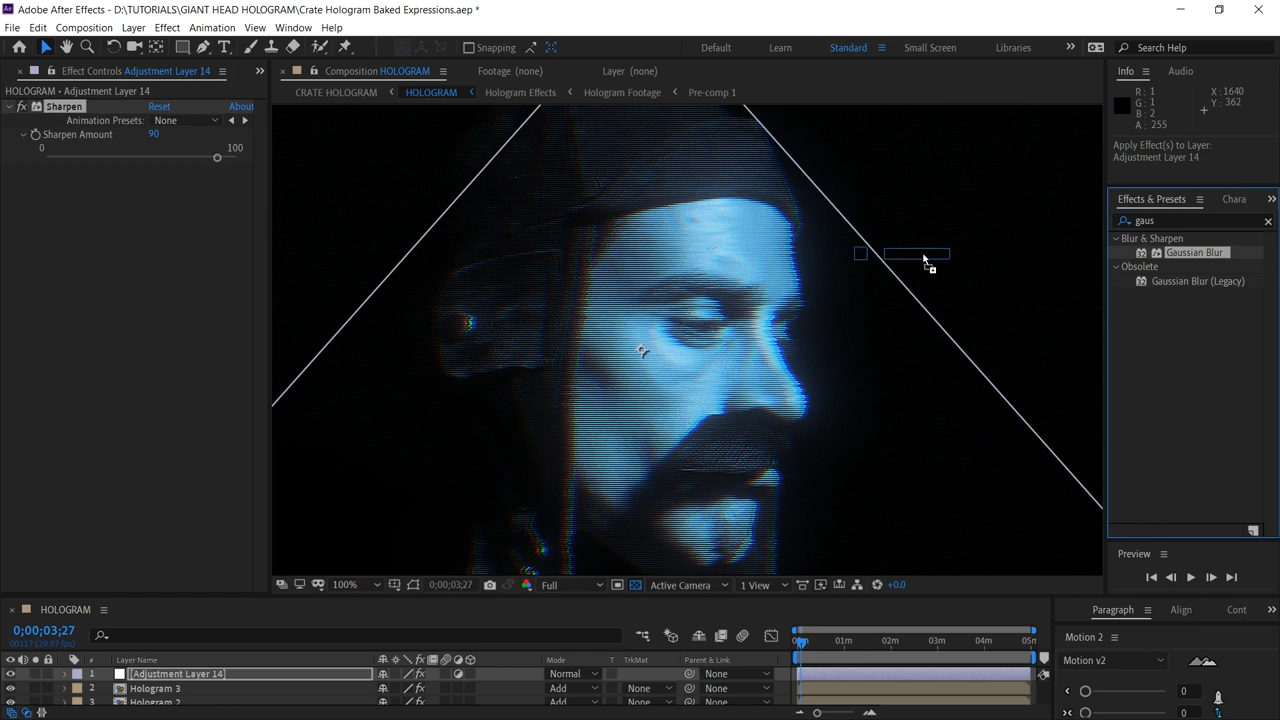 Adobe After Effects - D:\TUTORIALS\GIANT HEAD HOLOGRAM\Crate Hologram Baked Expressions.aep *
File Edit Composition Layer Effect Animation View Window Help
Snapping Default Learn Standard Small Screen Libraries Search Help
Effect Controls Adjustment Layer 14
HOLOGRAM • Adjustment Layer 14
fx Sharpen Reset About
Animation Presets: None
Sharpen Amount 90
0 100
Composition HOLOGRAM Footage (none) Layer (none)
CRATE HOLOGRAM HOLOGRAM Hologram Effects Hologram Footage Pre-comp 1
Info Audio
R: 1 X: 1640
G: 1 Y: 362
B: 2
A: 255
Apply Effect(s) to Layer:
Adjustment Layer 14
Effects & Presets Chara
gaus
Blur & Sharpen
Gaussian Blur
Obsolete
Gaussian Blur (Legacy)
Preview
100% 0;00;03;27 Full Active Camera 1 View +0.0
HOLOGRAM
0;00;03;27
00117 (29.97 fps)
01m 02m 03m 04m 05m
# Layer Name Mode T TrkMat Parent & Link
1 [Adjustment Layer 14] Normal None
2 Hologram 3 Add None None
3 Hologram 2 Add None None
Paragraph Align Cont
Motion 2
Motion v2
0
0